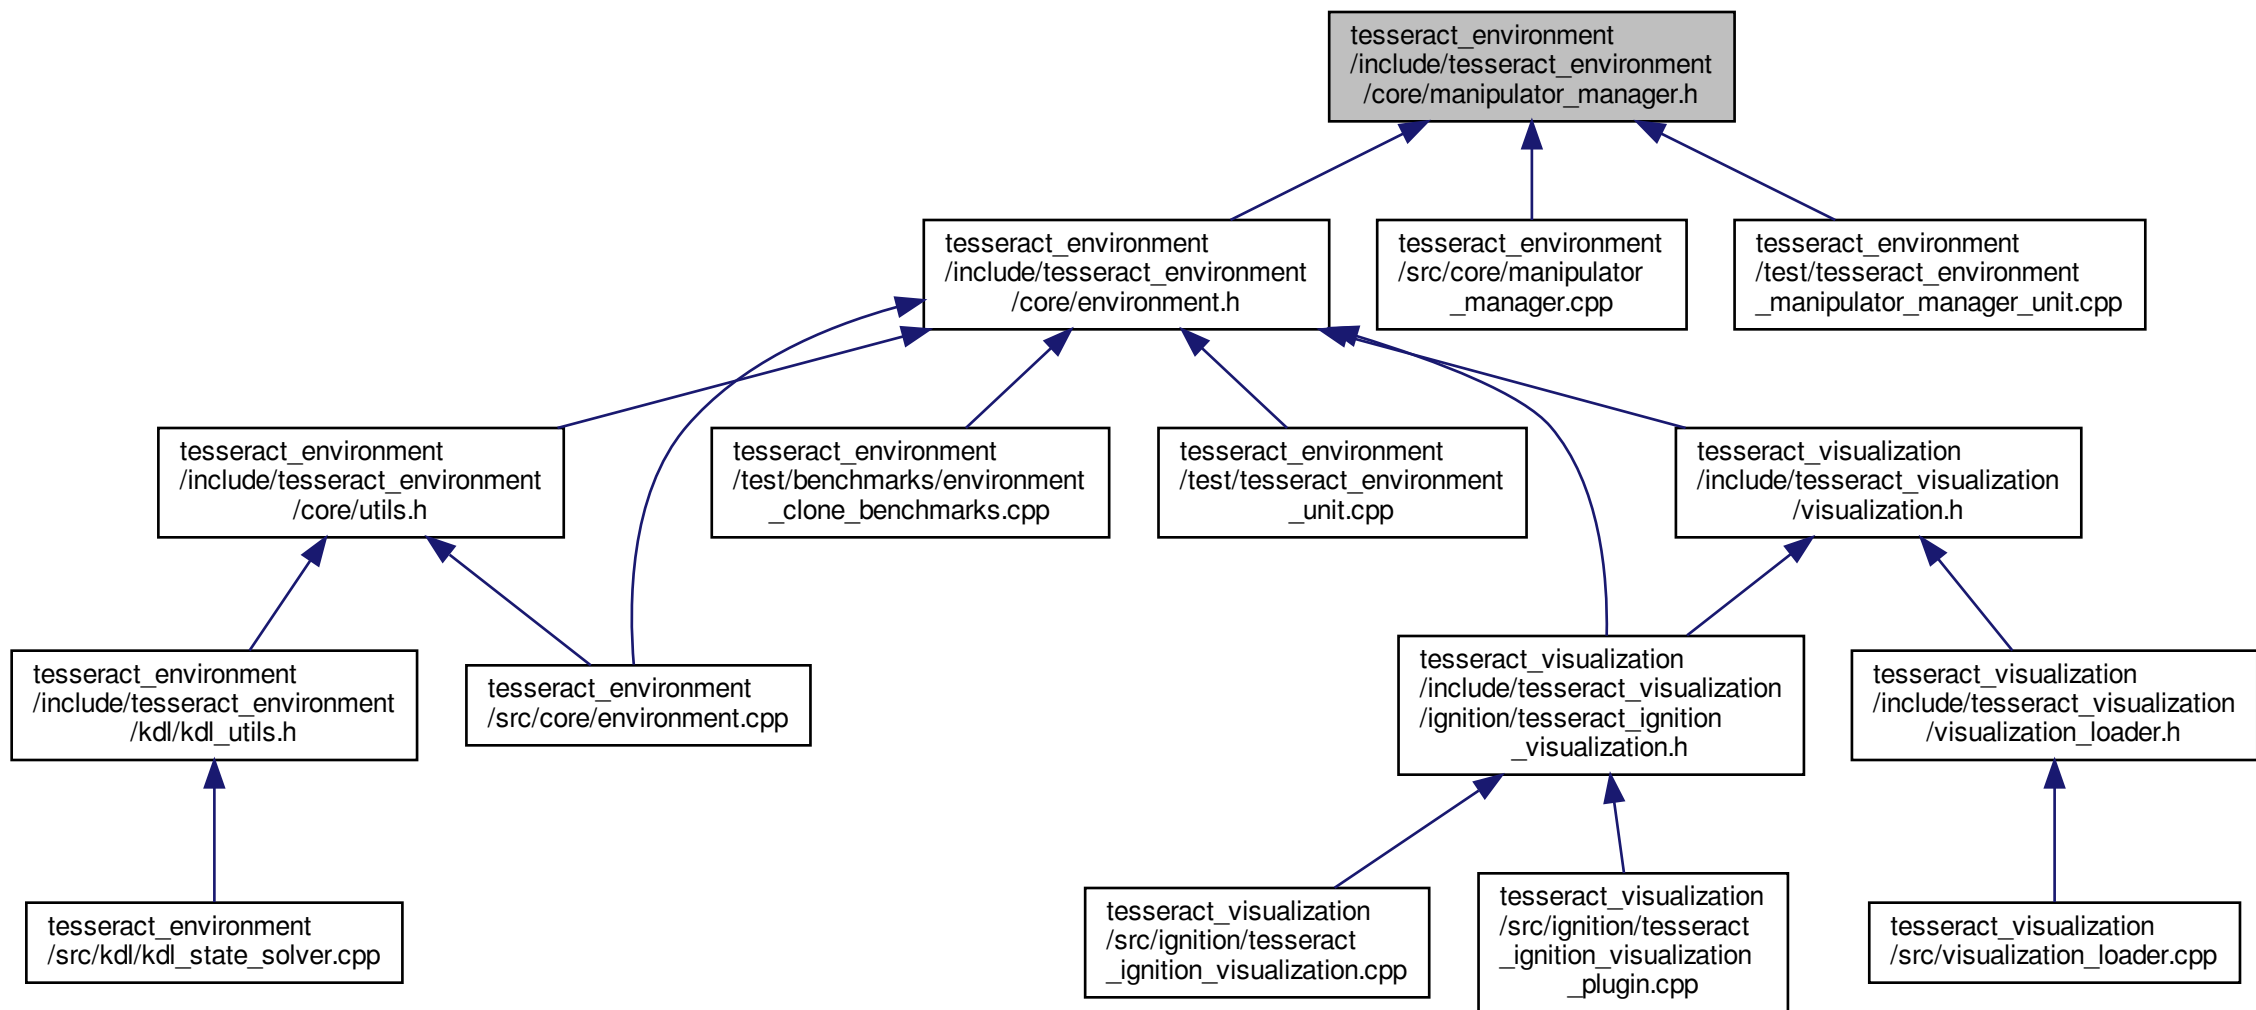 tesseract_environment
/include/tesseract_environment
/core/manipulator_manager.h
tesseract_environment
/include/tesseract_environment
/core/environment.h
tesseract_environment
/src/core/manipulator
_manager.cpp
tesseract_environment
/test/tesseract_environment
_manipulator_manager_unit.cpp
tesseract_environment
/include/tesseract_environment
/core/utils.h
tesseract_environment
/test/benchmarks/environment
_clone_benchmarks.cpp
tesseract_environment
/test/tesseract_environment
_unit.cpp
tesseract_visualization
/include/tesseract_visualization
/visualization.h
tesseract_environment
/include/tesseract_environment
/kdl/kdl_utils.h
tesseract_environment
/src/core/environment.cpp
tesseract_visualization
/include/tesseract_visualization
/ignition/tesseract_ignition
_visualization.h
tesseract_visualization
/include/tesseract_visualization
/visualization_loader.h
tesseract_environment
/src/kdl/kdl_state_solver.cpp
tesseract_visualization
/src/ignition/tesseract
_ignition_visualization.cpp
tesseract_visualization
/src/ignition/tesseract
_ignition_visualization
_plugin.cpp
tesseract_visualization
/src/visualization_loader.cpp